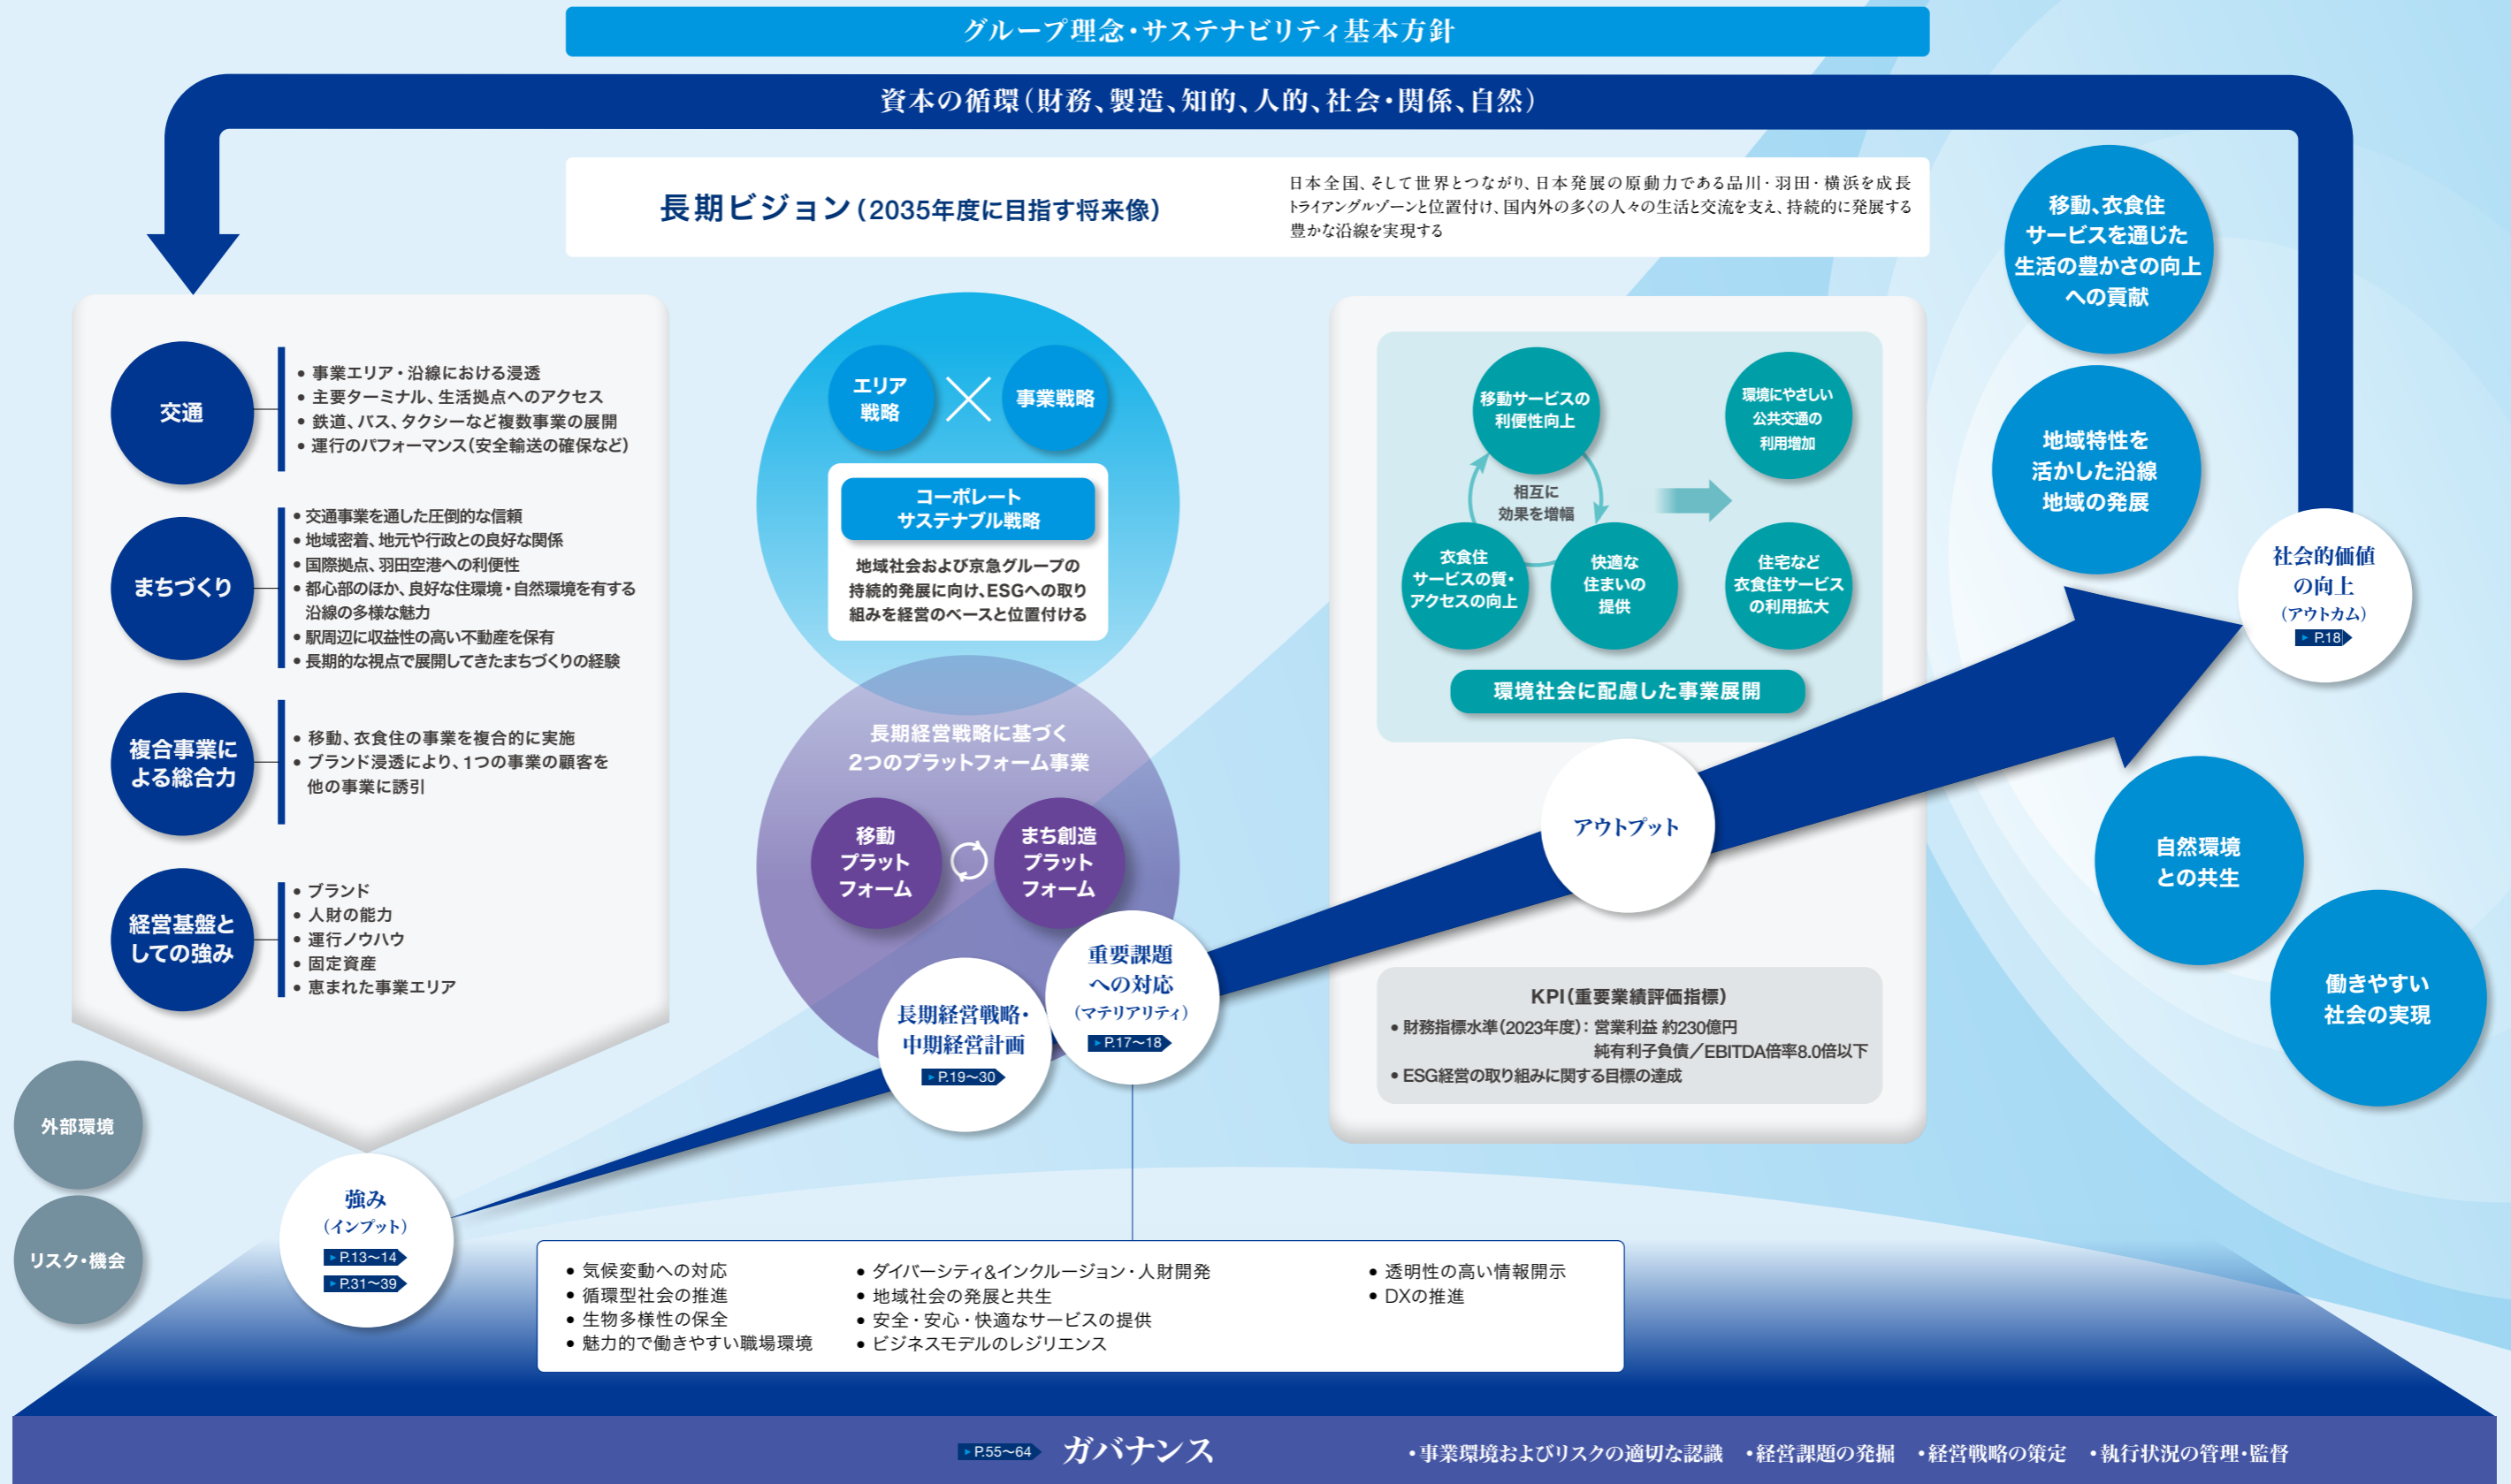 グループ理念・サステナビリティ基本方針
資本の循環（財務、製造、知的、人的、社会・関係、自然）
長期ビジョン（2035年度に目指す将来像）
日本全国、そして世界とつながり、日本発展の原動力である品川・羽田・横浜を成長
トライアングルゾーンと位置付け、国内外の多くの人々の生活と交流を支え、持続的に発展する
豊かな沿線を実現する
交通
• 事業エリア・沿線における浸透
• 主要ターミナル、生活拠点へのアクセス
• 鉄道、バス、タクシーなど複数事業の展開
• 運行のパフォーマンス（安全輸送の確保など）
まちづくり
• 交通事業を通した圧倒的な信頼
• 地域密着、地元や行政との良好な関係
• 国際拠点、羽田空港への利便性
• 都心部のほか、良好な住環境・自然環境を有する
沿線の多様な魅力
• 駅周辺に収益性の高い不動産を保有
• 長期的な視点で展開してきたまちづくりの経験
複合事業に
よる総合力
• 移動、衣食住の事業を複合的に実施
• ブランド浸透により、1つの事業の顧客を
他の事業に誘引
経営基盤と
しての強み
• ブランド
• 人財の能力
• 運行ノウハウ
• 固定資産
• 恵まれた事業エリア
外部環境
リスク・機会
強み
（インプット）
P.13〜14
P.31〜39
エリア
戦略
事業戦略
コーポレート
サステナブル戦略
地域社会および京急グループの
持続的発展に向け、ESGへの取り
組みを経営のベースと位置付ける
長期経営戦略に基づく
2つのプラットフォーム事業
移動
プラット
フォーム
まち創造
プラット
フォーム
長期経営戦略・
中期経営計画
P.19〜30
重要課題
への対応
（マテリアリティ）
P.17〜18
• 気候変動への対応
• 循環型社会の推進
• 生物多様性の保全
• 魅力的で働きやすい職場環境
• ダイバーシティ&インクルージョン・人財開発
• 地域社会の発展と共生
• 安全・安心・快適なサービスの提供
• ビジネスモデルのレジリエンス
• 透明性の高い情報開示
• DXの推進
移動サービスの
利便性向上
相互に
効果を増幅
衣食住
サービスの質・
アクセスの向上
快適な
住まいの
提供
環境にやさしい
公共交通の
利用増加
住宅など
衣食住サービス
の利用拡大
環境社会に配慮した事業展開
アウトプット
KPI（重要業績評価指標）
• 財務指標水準（2023年度）：営業利益 約230億円
純有利子負債／EBITDA倍率8.0倍以下
• ESG経営の取り組みに関する目標の達成
移動、衣食住
サービスを通じた
生活の豊かさの向上
への貢献
地域特性を
活かした沿線
地域の発展
社会的価値
の向上
（アウトカム）
P.18
自然環境
との共生
働きやすい
社会の実現
P.55〜64 ガバナンス
・事業環境およびリスクの適切な認識 ・経営課題の発掘 ・経営戦略の策定 ・執行状況の管理・監督